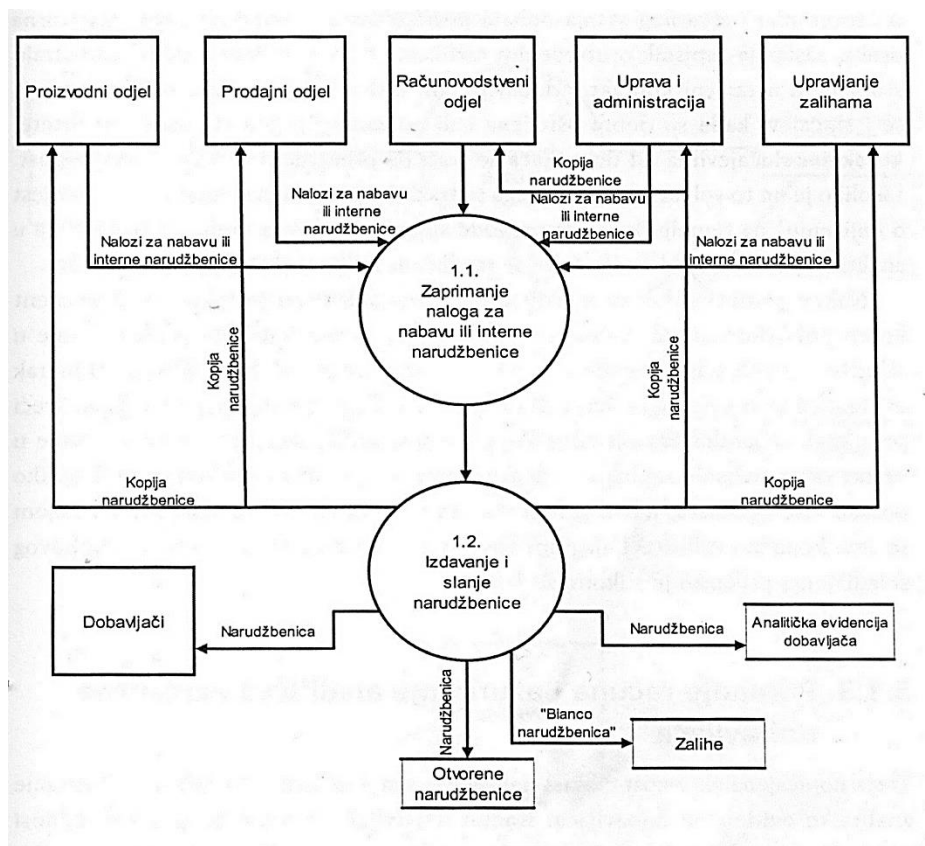 Proizvodni odjel
Prodajni odjel
Računovodstveni
odjel
Uprava i
administracija
Upravljanje
zalihama
Kopija
narudžbenice
Nalozi za nabavu
ili interne
narudžbenice
Nalozi za nabavu
ili interne
narudžbenice
Nalozi za nabavu ili
interne narudžbenice
Nalozi za nabavu ili
interne narudžbenice
1.1.
Zaprimanje
naloga za
nabavu ili interne
narudžbenice
Kopija
narudžbenice
Kopija
narudžbenice
Kopija
narudžbenice
Kopija
narudžbenice
1.2.
Izdavanje i
slanje
narudžbenice
Dobavljači
Narudžbenica
Narudžbenica
Analitička evidencija
dobavljača
Narudžbenica
"Bianco
narudžbenica"
Zalihe
Otvorene
narudžbenice